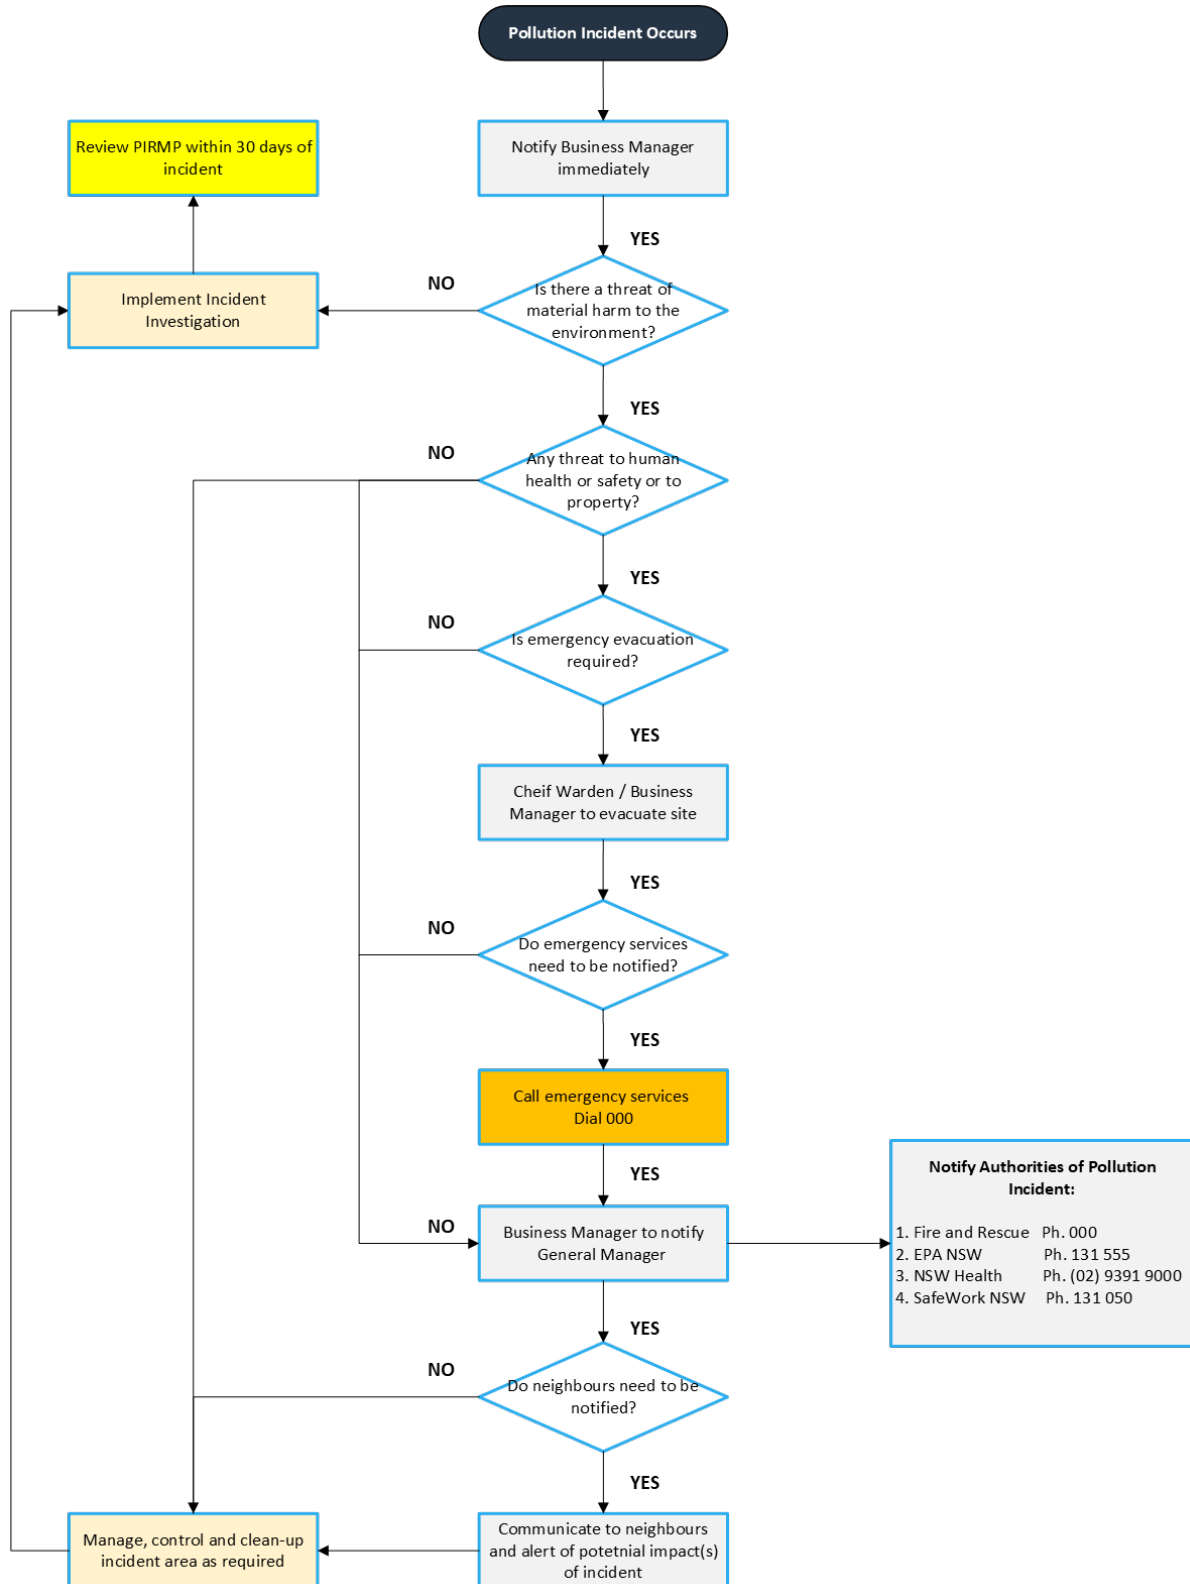 Pollution Incident Occurs
Review PIRMP within 30 days of
incident
Notify Business Manager
immediately
YES
NO
Implement Incident
Investigation
Is there a threat of
material harm to the
environment?
YES
NO
Any threat to human
health or safety or to
property?
YES
NO
Is emergency evacuation
required?
YES
Cheif Warden / Business
Manager to evacuate site
YES
NO
Do emergency services
need to be notified?
YES
Call emergency services
Dial 000
YES
NO
Business Manager to notify
General Manager
Notify Authorities of Pollution
Incident:
1. Fire and Rescue Ph. 000
2. EPA NSW Ph. 131 555
3. NSW Health Ph. (02) 9391 9000
4. SafeWork NSW Ph. 131 050
YES
NO
Do neighbours need to be
notified?
YES
Manage, control and clean-up
incident area as required
Communicate to neighbours
and alert of potetnial impact(s)
of incident